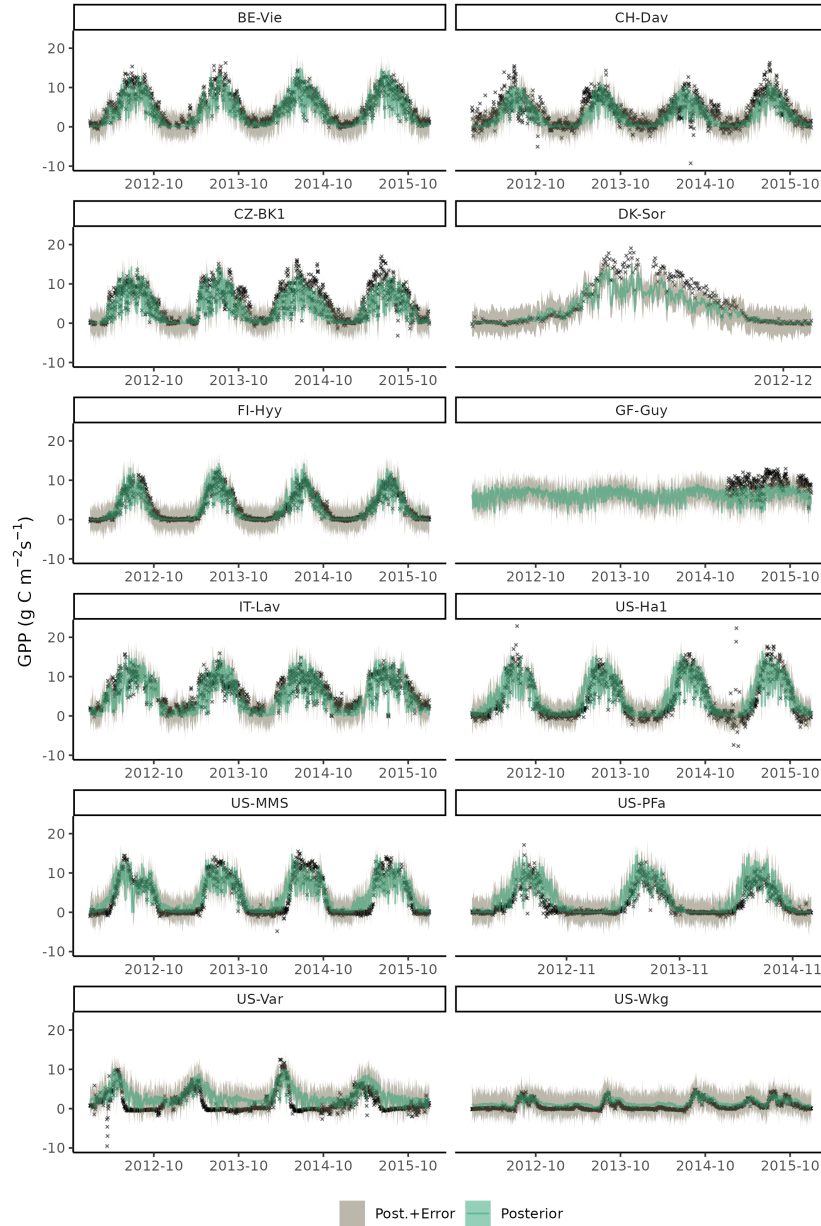 BE-Vie CH-Dav
20
10
0
-10
2012-10 2013-10 2014-10 2015-10 2012-10 2013-10 2014-10 2015-10
CZ-BK1 DK-Sor
20
10
0
-10
2012-10 2013-10 2014-10 2015-10 2012-12
FI-Hyy GF-Guy
20
10
0
-10
2012-10 2013-10 2014-10 2015-10 2012-10 2013-10 2014-10 2015-10
GPP (g C m−2s−1)
IT-Lav US-Ha1
20
10
0
-10
2012-10 2013-10 2014-10 2015-10 2012-10 2013-10 2014-10 2015-10
US-MMS US-PFa
20
10
0
-10
2012-10 2013-10 2014-10 2015-10 2012-11 2013-11 2014-11
US-Var US-Wkg
20
10
0
-10
2012-10 2013-10 2014-10 2015-10 2012-10 2013-10 2014-10 2015-10
Post.+Error Posterior